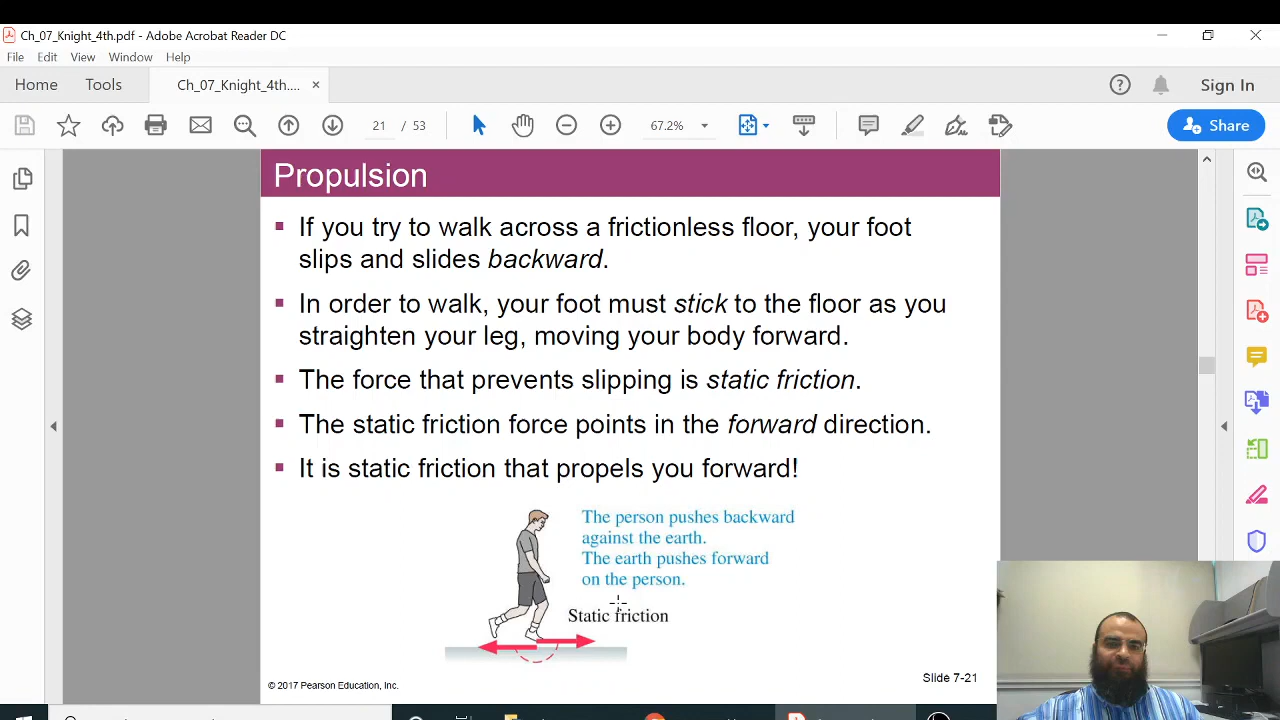 Ch_07_Knight_4th.pdf - Adobe Acrobat Reader DC
File Edit View Window Help
Home Tools Ch_07_Knight_4th.... × Sign In
21 / 53 67.2% Share
Propulsion
▪ If you try to walk across a frictionless floor, your foot
slips and slides backward.
▪ In order to walk, your foot must stick to the floor as you
straighten your leg, moving your body forward.
▪ The force that prevents slipping is static friction.
▪ The static friction force points in the forward direction.
▪ It is static friction that propels you forward!
The person pushes backward
against the earth.
The earth pushes forward
on the person.
Static friction
© 2017 Pearson Education, Inc.
Slide 7-21